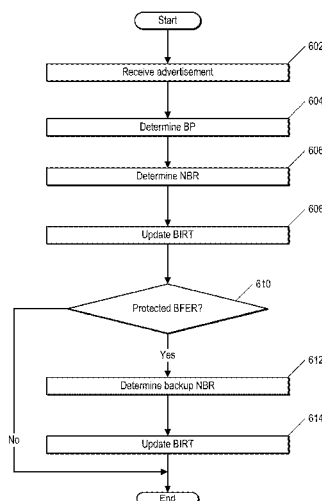 Start
602
Receive advertisement
604
Determine BP
606
Determine NBR
606
Update BIRT
610
Protected BFER?
Yes
612
Determine backup NBR
614
No
Update BIRT
End